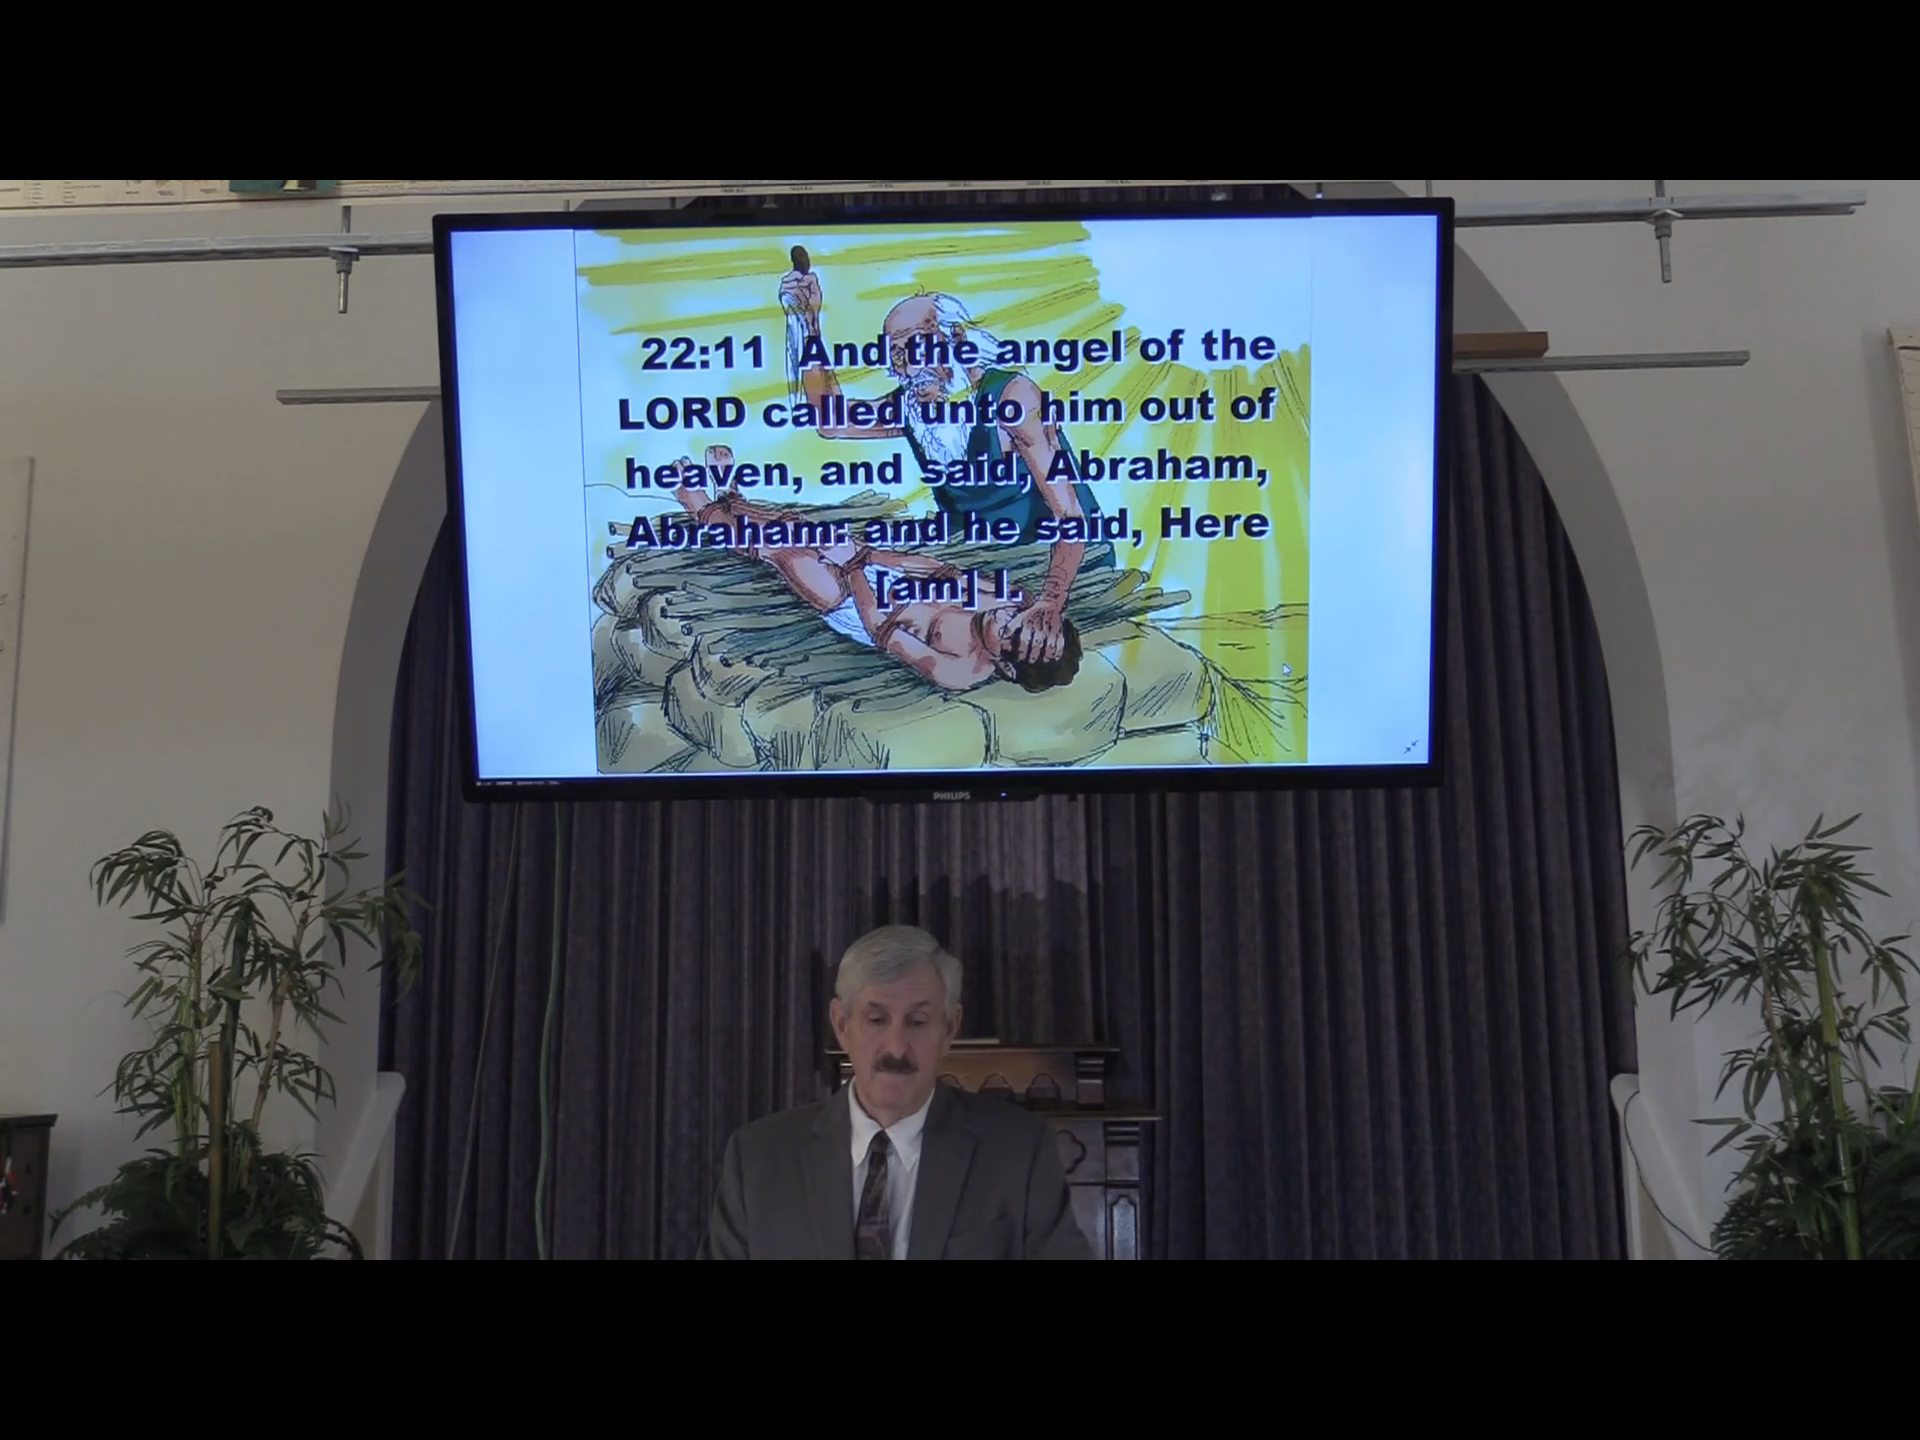 22:11 And the angel of the
LORD called unto him out of
heaven, and said, Abraham,
Abraham: and he said, Here
[am] I.
PHILIPS